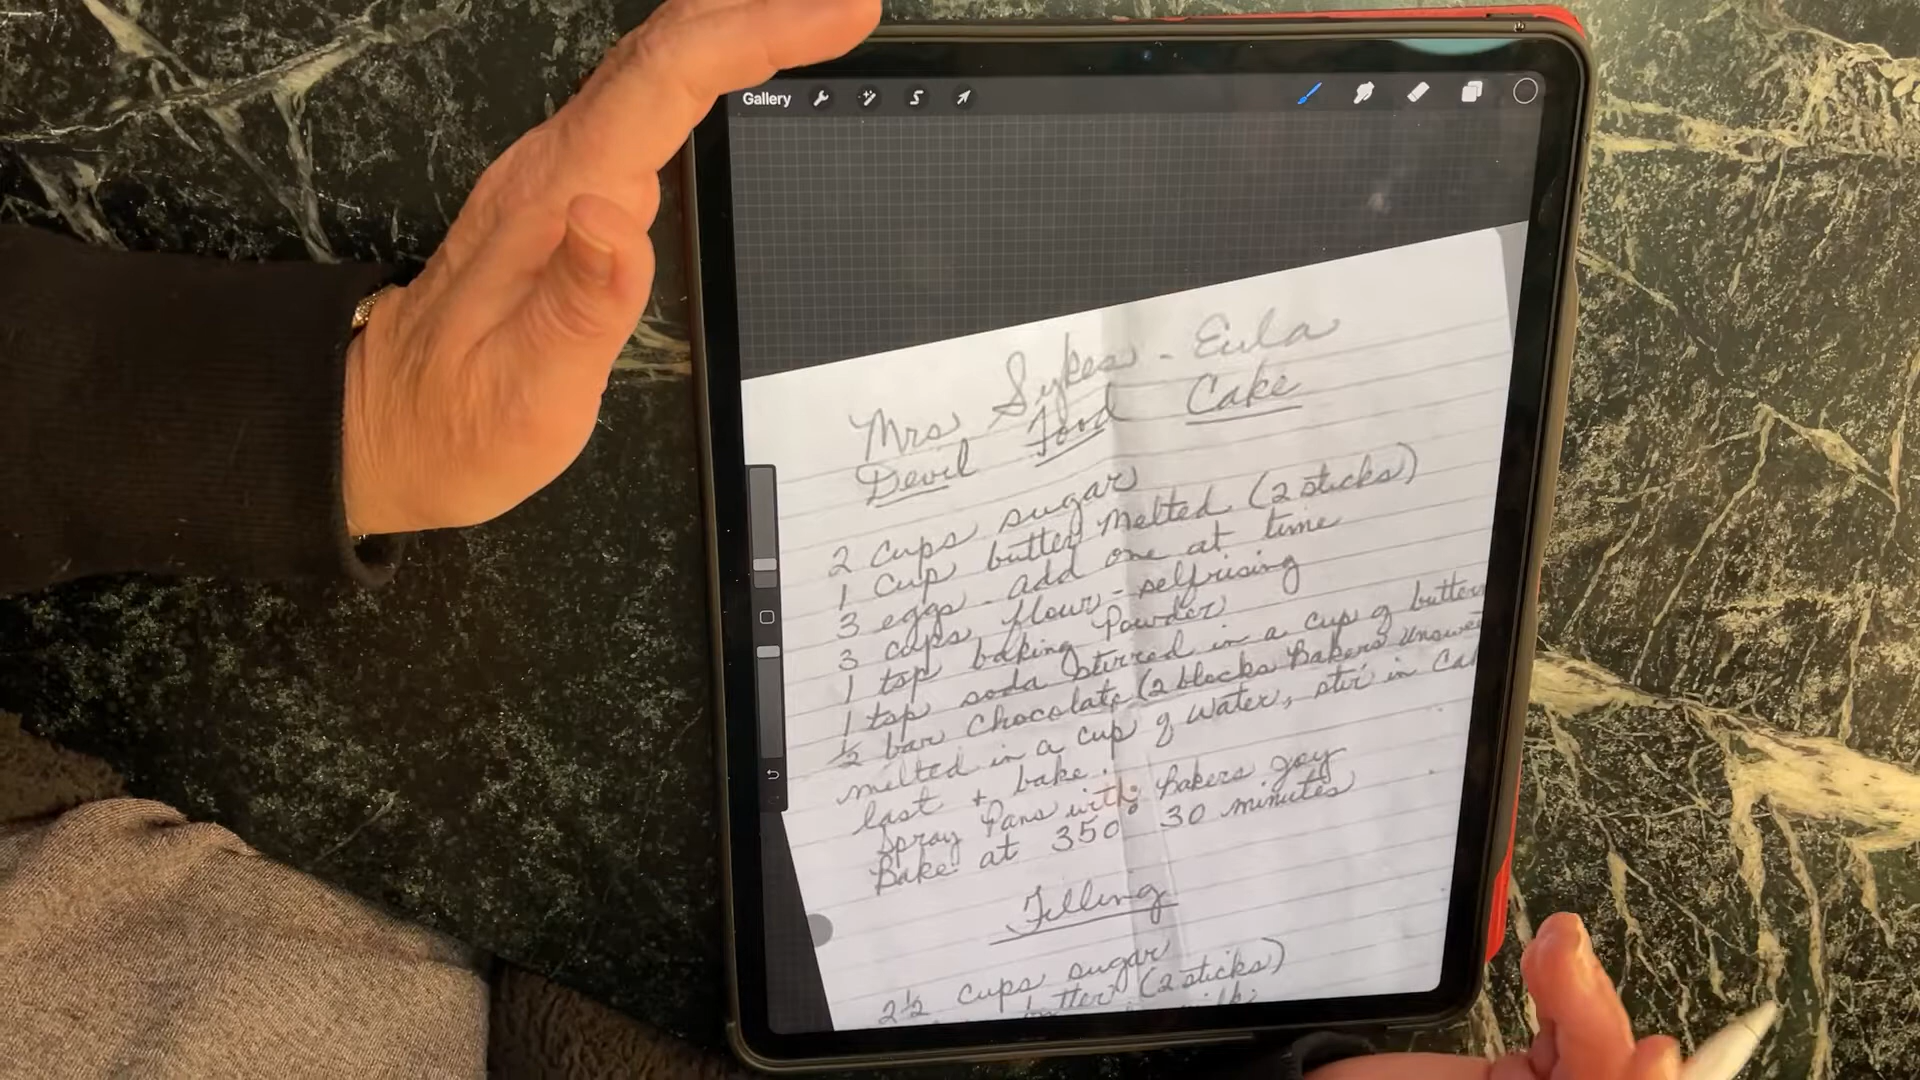 Gallery
Mrs Sykes - Eula
Devil Food Cake
2 cups sugar
1 cup butter melted (2 sticks)
3 eggs - add one at time
3 cups flour - selfrising
1 tsp baking Powder
1 tsp soda stirred in a cup of butter
1/2 bar chocolate (2 blocks Bakers Unswee
melted in a cup of water, stir in Ca
last + bake.
Spray Pans with Bakers Joy
Bake at 350° 30 minutes
Filling
2 1/2 cups sugar
butter (2 sticks)